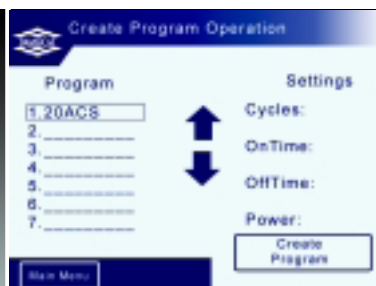 Create Program Operation
Program
Settings
1.20ACS
2.
3.
4.
5.
6.
7.
Cycles:
OnTime:
OffTime:
Power:
Create
Program
Main Menu